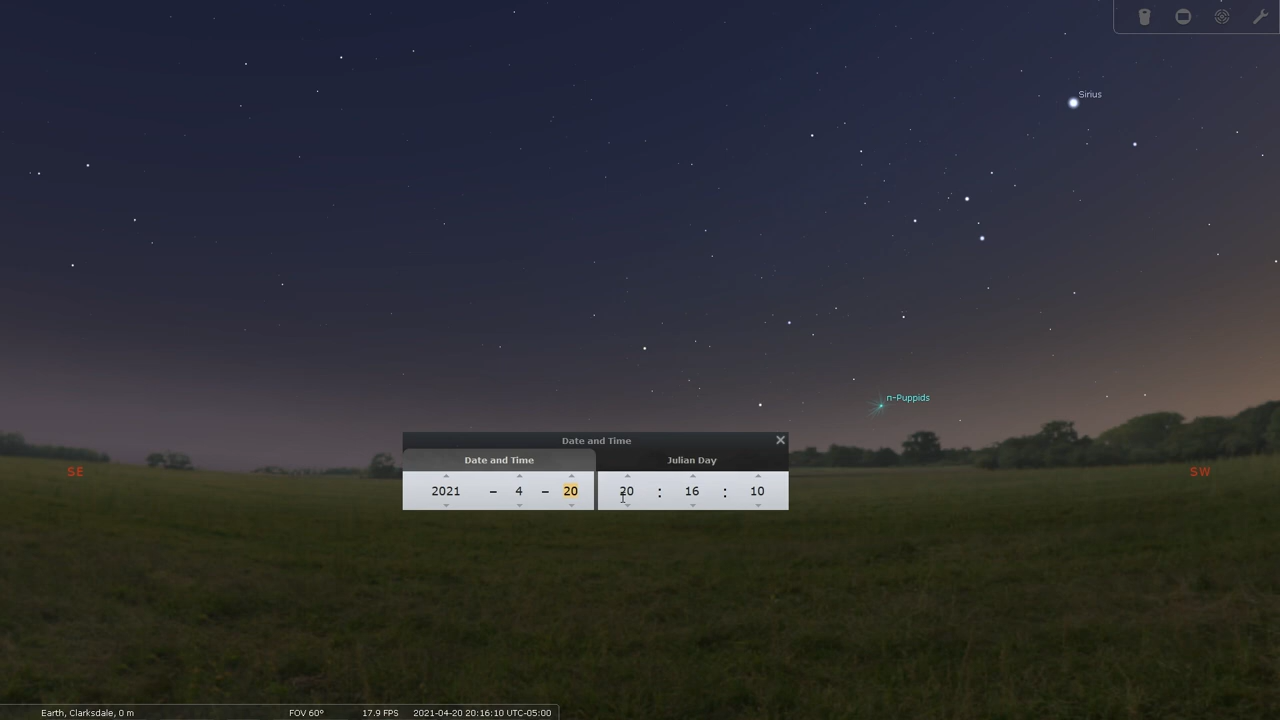 Sirius
π-Puppids
Date and Time
Date and Time
Julian Day
2021 – 4 – 20
20 : 16 : 10
SE
SW
Earth, Clarksdale, 0 m
FOV 60°
17.9 FPS
2021-04-20 20:16:10 UTC-05:00